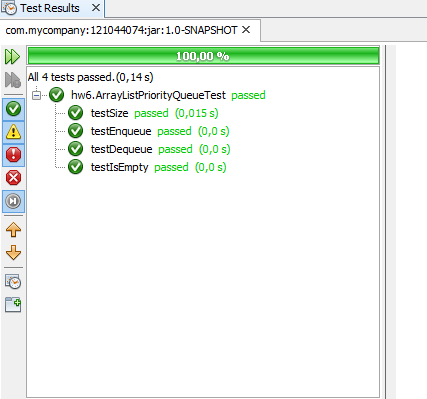 Test Results
com.mycompany:121044074:jar:1.0-SNAPSHOT
100,00 %
All 4 tests passed.(0,14 s)
hw6.ArrayListPriorityQueueTest passed
testSize passed (0,015 s)
testEnqueue passed (0,0 s)
testDequeue passed (0,0 s)
testIsEmpty passed (0,0 s)